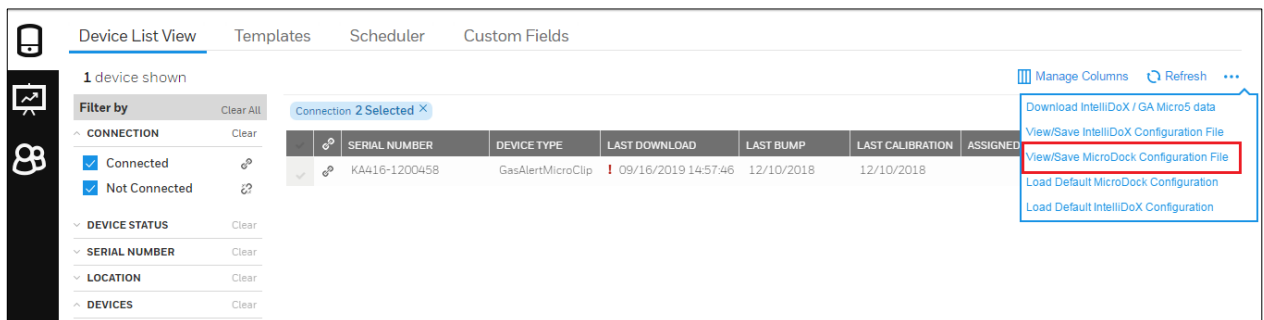 Device List View Templates Scheduler Custom Fields
1 device shown
Manage Columns Refresh
Filter by Clear All
Connection 2 Selected ×
CONNECTION Clear
Connected
Not Connected
DEVICE STATUS Clear
SERIAL NUMBER Clear
LOCATION Clear
DEVICES Clear
SERIAL NUMBER DEVICE TYPE LAST DOWNLOAD LAST BUMP LAST CALIBRATION ASSIGNED
KA416-1200458 GasAlertMicroClip ! 09/16/2019 14:57:46 12/10/2018 12/10/2018
Download IntelliDoX / GA Micro5 data
View/Save IntelliDoX Configuration File
View/Save MicroDock Configuration File
Load Default MicroDock Configuration
Load Default IntelliDoX Configuration